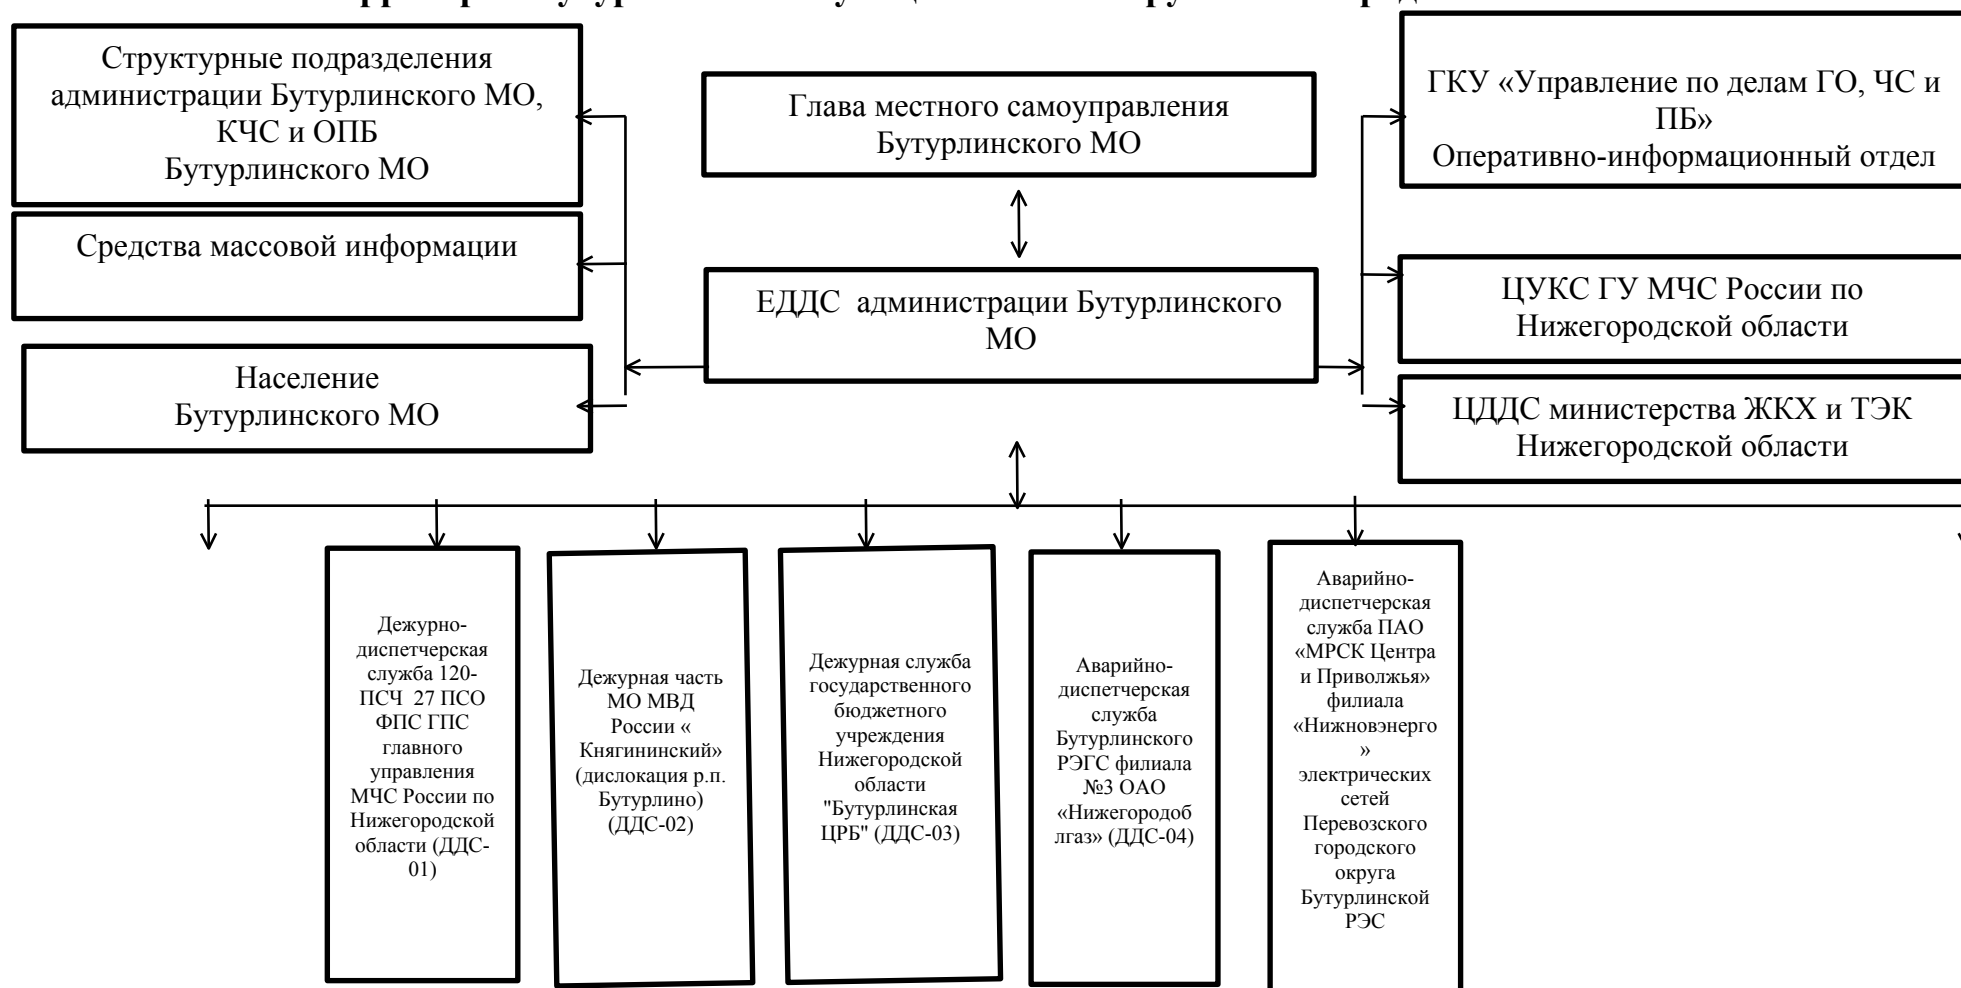 Структурные подразделения
администрации Бутурлинского МО,
КЧС и ОПБ
Бутурлинского МО
Средства массовой информации
Население
Бутурлинского МО
Глава местного самоуправления
Бутурлинского МО
ЕДДС администрации Бутурлинского
МО
ГКУ «Управление по делам ГО, ЧС и
ПБ»
Оперативно-информационный отдел
ЦУКС ГУ МЧС России по
Нижегородской области
ЦДДС министерства ЖКХ и ТЭК
Нижегородской области
Дежурно-
диспетчерская
служба 120-
ПСЧ 27 ПСО
ФПС ГПС
главного
управления
МЧС России по
Нижегородской
области (ДДС-
01)
Дежурная часть
МО МВД
России «
Княгининский»
(дислокация р.п.
Бутурлино)
(ДДС-02)
Дежурная служба
государственного
бюджетного
учреждения
Нижегородской
области
"Бутурлинская
ЦРБ" (ДДС-03)
Аварийно-
диспетчерская
служба
Бутурлинского
РЭГС филиала
№3 ОАО
«Нижегородоб
лгаз» (ДДС-04)
Аварийно-
диспетчерская
служба ПАО
«МРСК Центра
и Приволжья»
филиала
«Нижновэнерго
»
электрических
сетей
Перевозского
городского
округа
Бутурлинской
РЭС